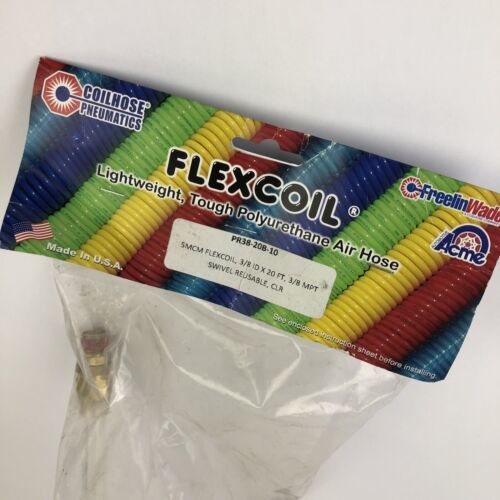 COILHOSE®
PNEUMATICS
FLEXCOIL®
Lightweight, Tough Polyurethane Air Hose
FreelinWade
Acme
Made In U.S.A.
PR38-20B-10
5MCM FLEXCOIL, 3/8 ID X 20 FT, 3/8 MPT
SWIVEL REUSABLE, CLR
See enclosed instruction sheet before installing.